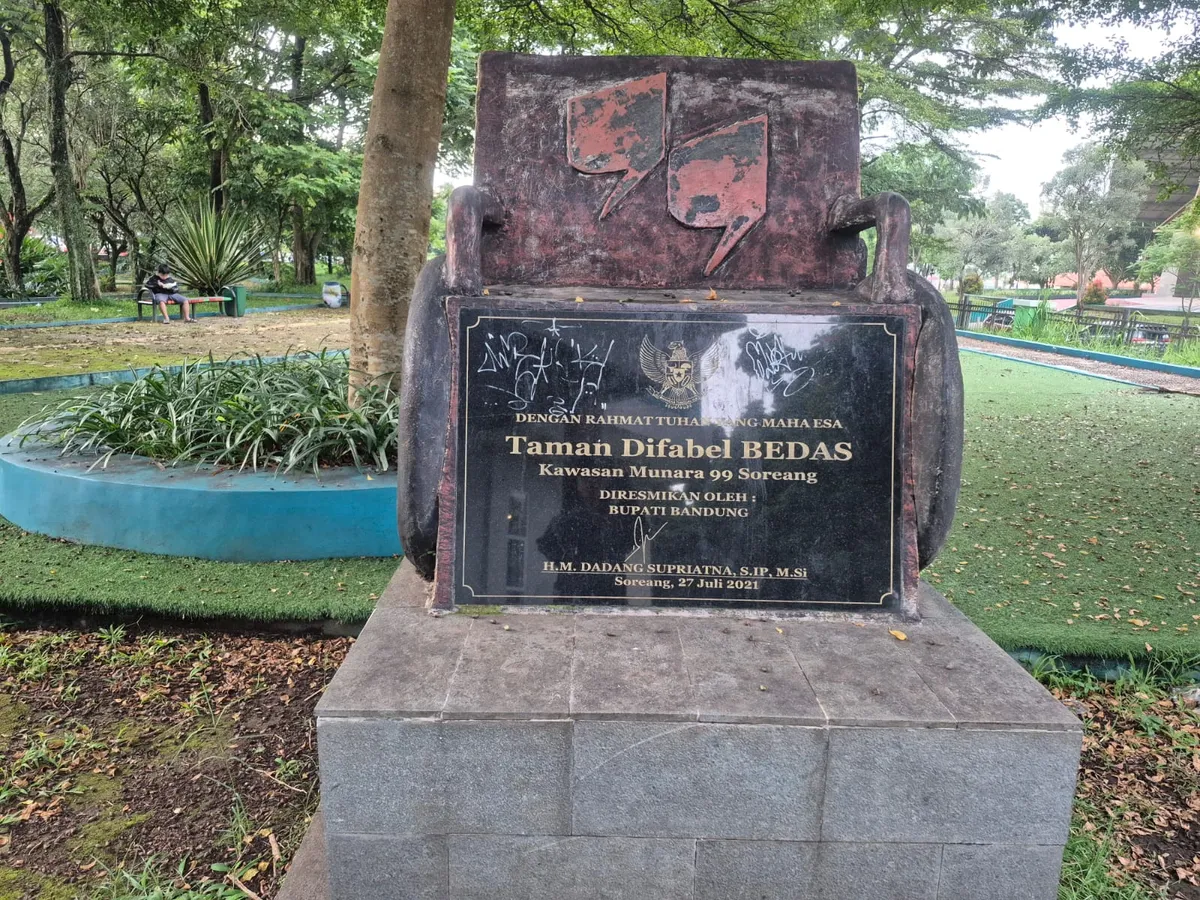 DENGAN RAHMAT TUHAN YANG MAHA ESA
Taman Difabel BEDAS
Kawasan Munara 99 Soreang
DIRESMIKAN OLEH :
BUPATI BANDUNG
H.M. DADANG SUPRIATNA, S.IP, M.Si
Soreang, 27 Juli 2021